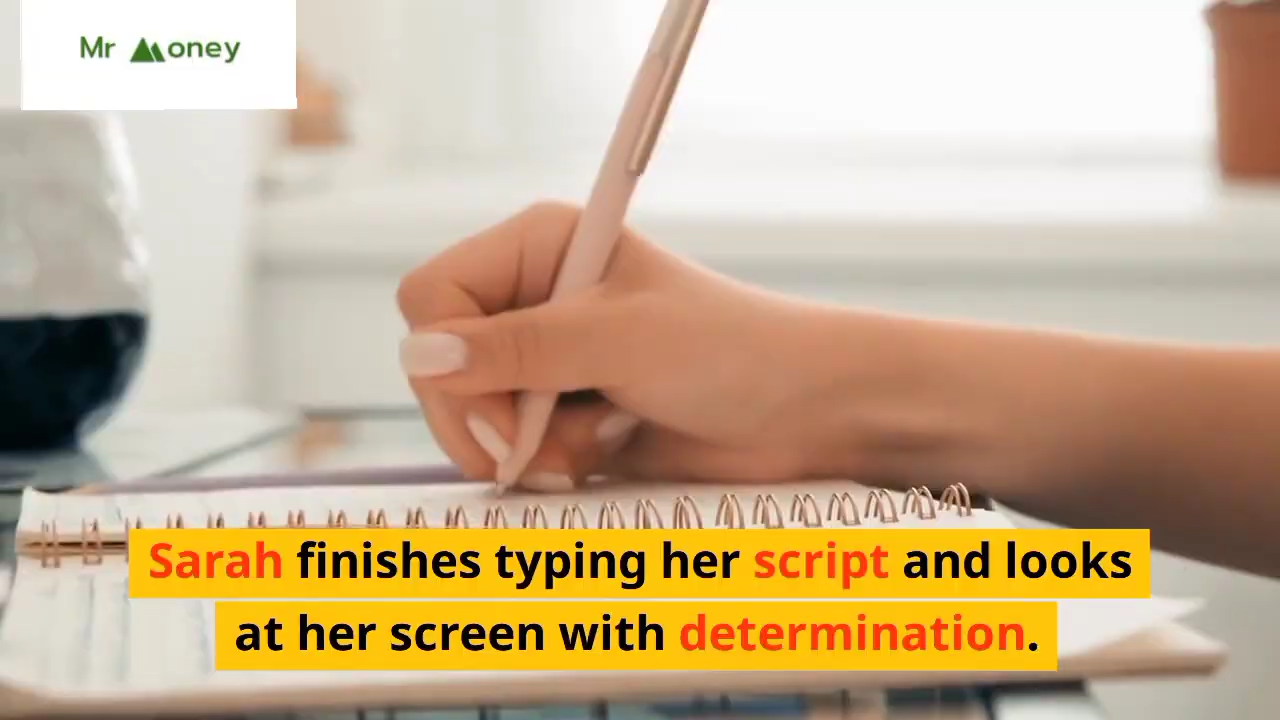 Mr Money
Sarah finishes typing her script and looks
at her screen with determination.